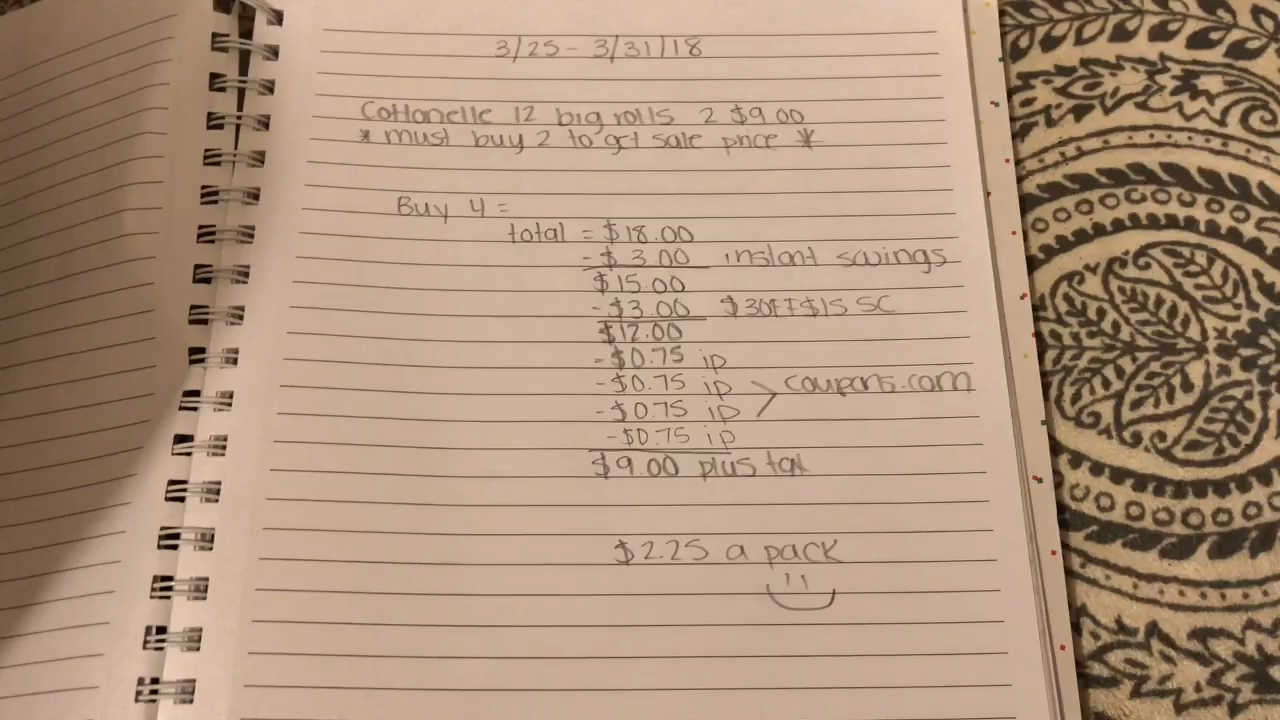 3/25 - 3/31/18
Cottonelle 12 big rolls 2 $9.00
* must buy 2 to get sale price *
Buy 4 =
total = $18.00
- $3.00 instant savings
$15.00
- $3.00 $3 OFF $15 SC
$12.00
- $0.75 ip
- $0.75 ip > coupons.com
- $0.75 ip
- $0.75 ip
$9.00 plus tax
$2.25 a pack